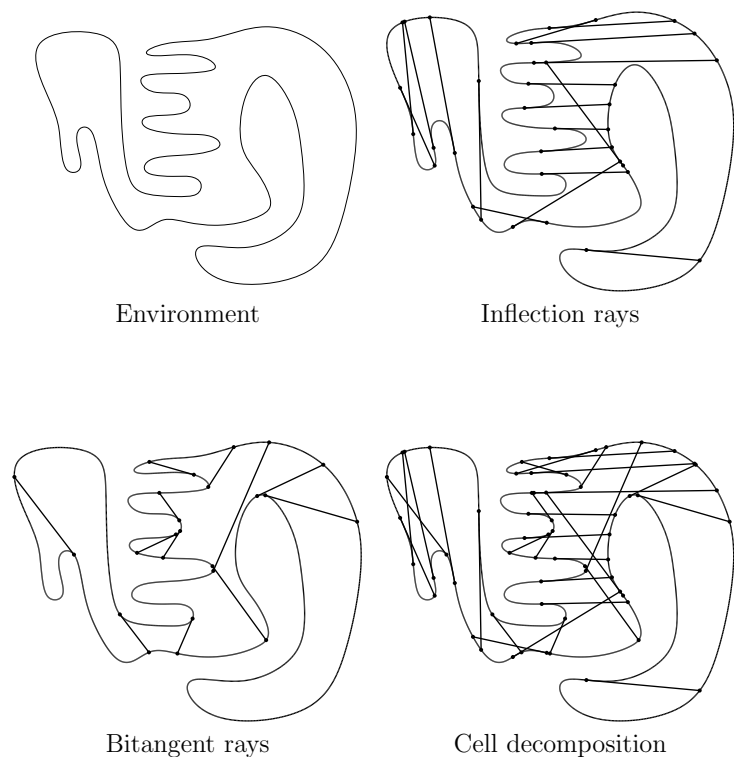 Environment
Inflection rays
Bitangent rays
Cell decomposition